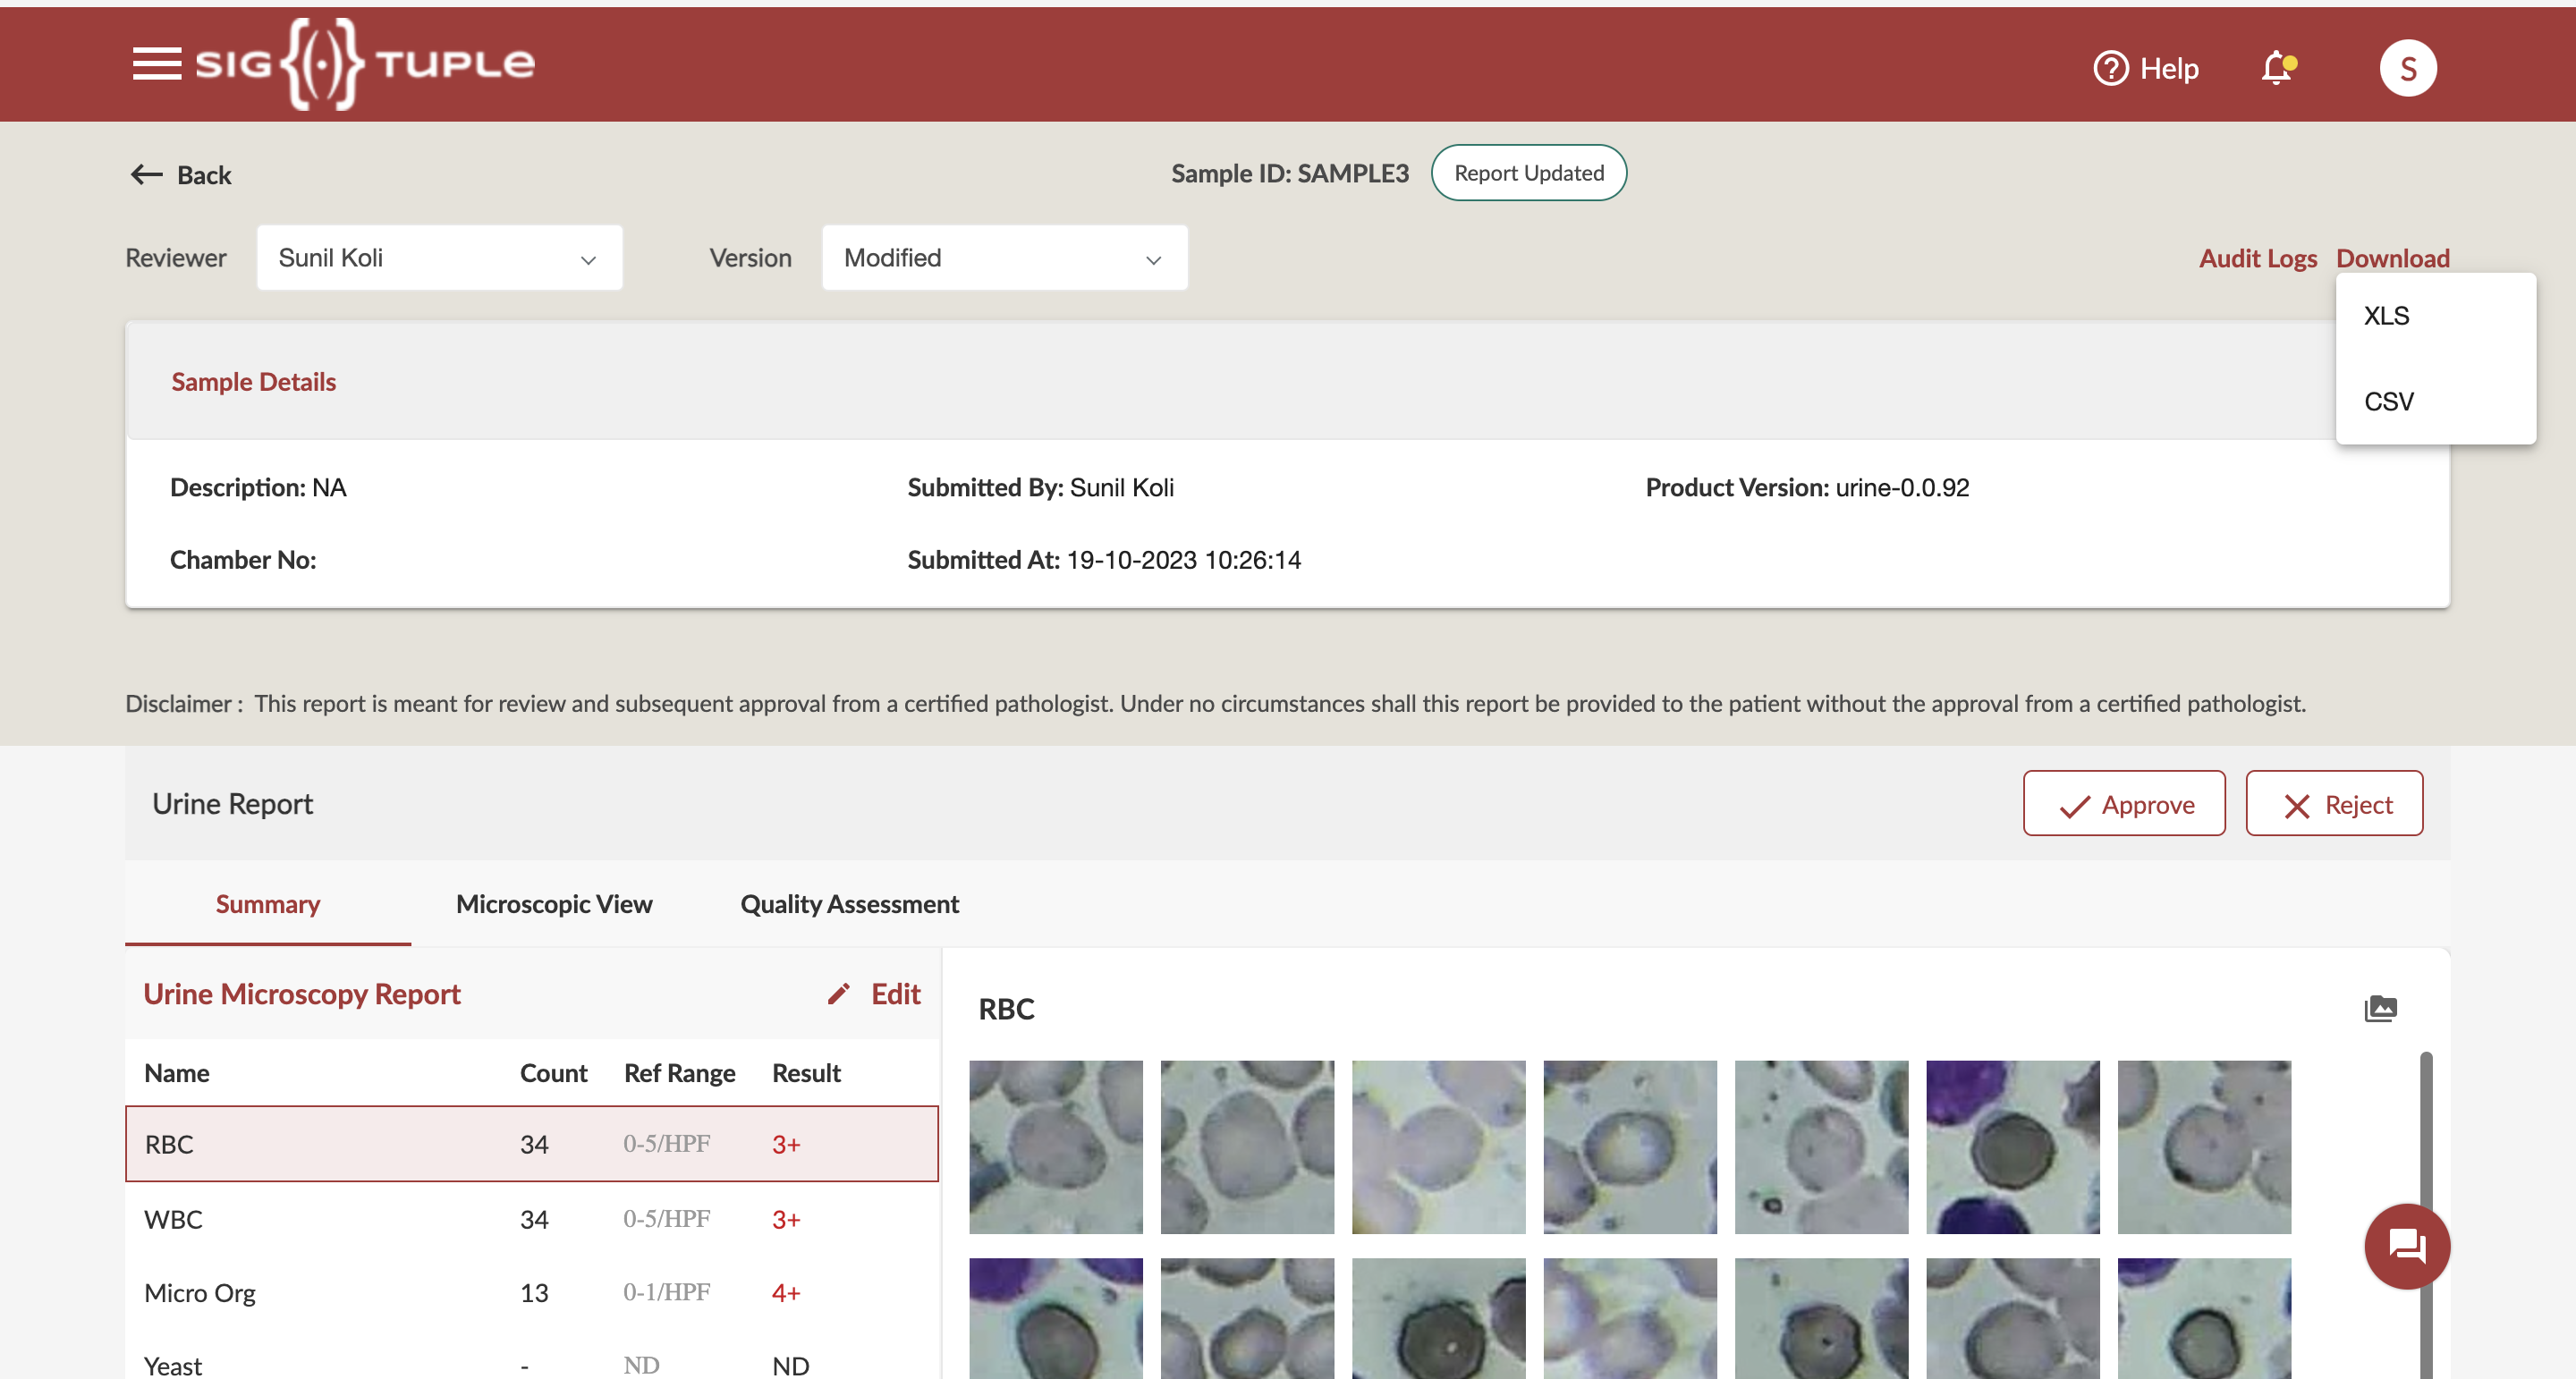 SIG{(·)}TUPLE
Help
S
Back
Sample ID: SAMPLE3
Report Updated
Reviewer
Sunil Koli
Version
Modified
Audit Logs
Download
XLS
CSV
Sample Details
Description: NA
Submitted By: Sunil Koli
Product Version: urine-0.0.92
Chamber No:
Submitted At: 19-10-2023 10:26:14
Disclaimer : This report is meant for review and subsequent approval from a certified pathologist. Under no circumstances shall this report be provided to the patient without the approval from a certified pathologist.
Urine Report
Approve
Reject
Summary
Microscopic View
Quality Assessment
Urine Microscopy Report
Edit
RBC
Name Count Ref Range Result
RBC 34 0-5/HPF 3+
WBC 34 0-5/HPF 3+
Micro Org 13 0-1/HPF 4+
Yeast - ND ND